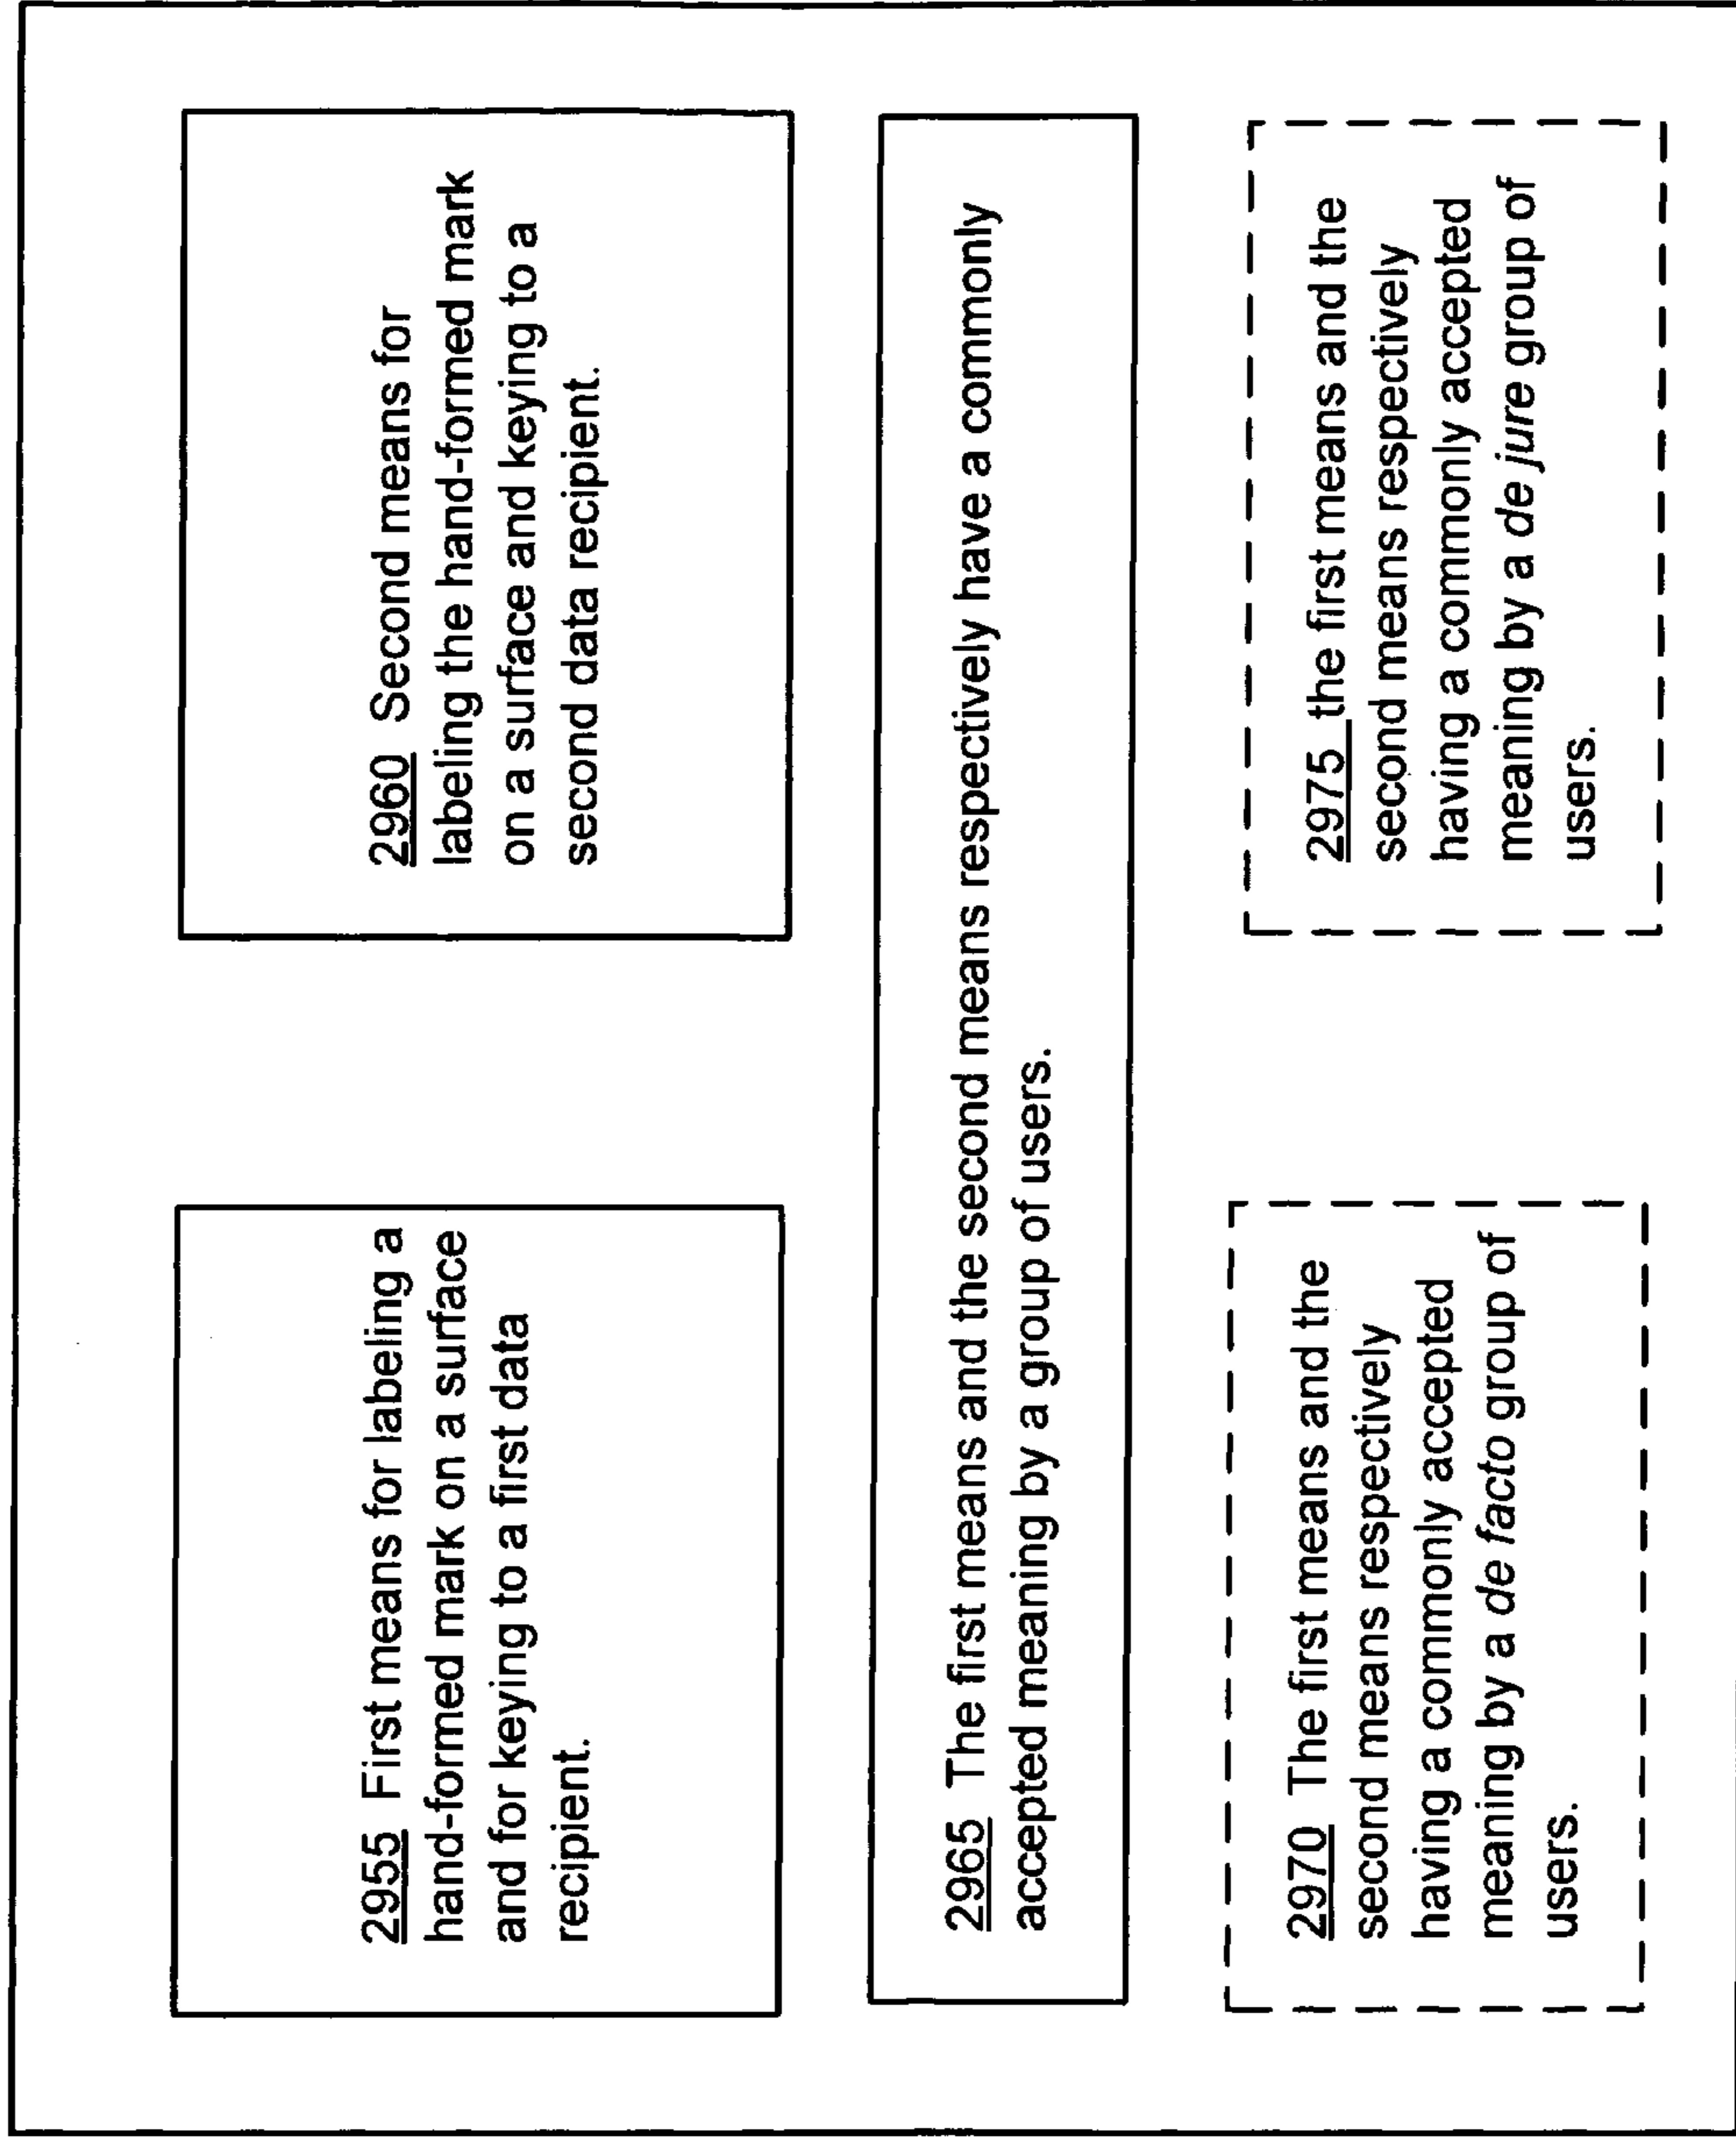 2955 First means for labeling a
hand-formed mark on a surface
and for keying to a first data
recipient.
2960 Second means for
labeling the hand-formed mark
on a surface and keying to a
second data recipient.
2965 The first means and the second means respectively have a commonly
accepted meaning by a group of users.
2970 The first means and the
second means respectively
having a commonly accepted
meaning by a de facto group of
users.
2975 the first means and the
second means respectively
having a commonly accepted
meaning by a de jure group of
users.